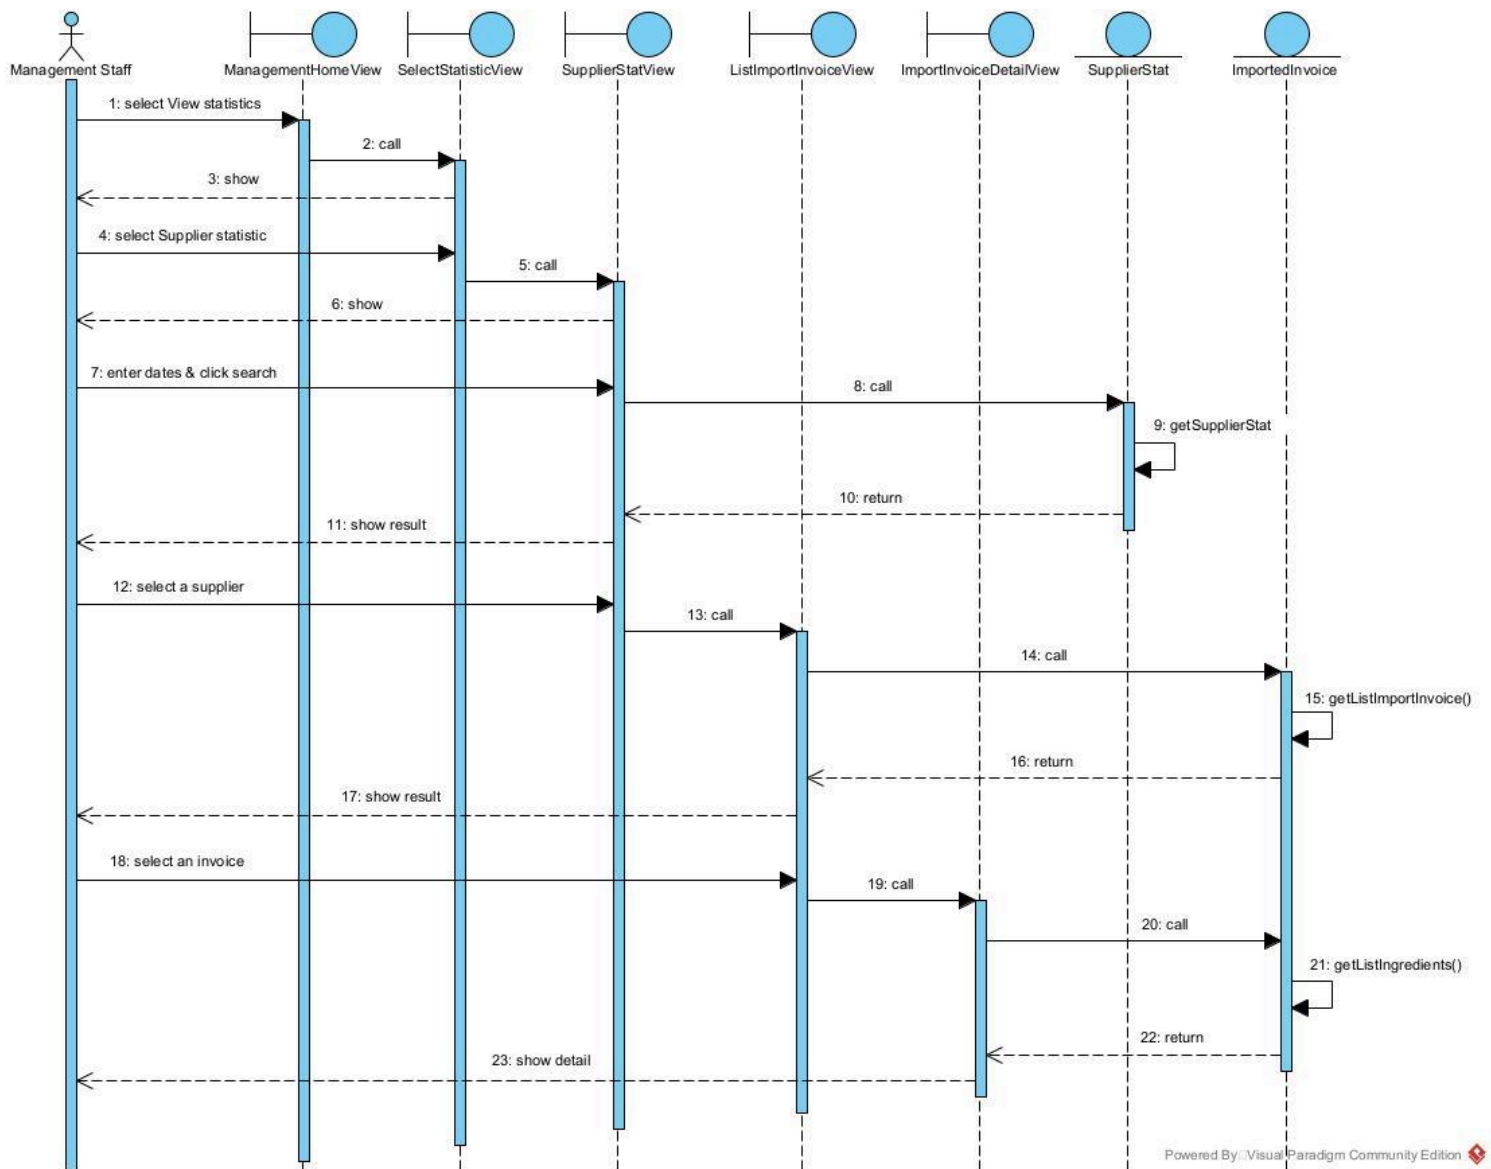 Management Staff
ManagementHomeView
SelectStatisticView
SupplierStatView
ListImportInvoiceView
ImportInvoiceDetailView
SupplierStat
ImportedInvoice
1: select View statistics
2: call
3: show
4: select Supplier statistic
5: call
6: show
7: enter dates & click search
8: call
9: getSupplierStat
10: return
11: show result
12: select a supplier
13: call
14: call
15: getListImportInvoice()
16: return
17: show result
18: select an invoice
19: call
20: call
21: getListIngredients()
22: return
23: show detail
Powered By Visual Paradigm Community Edition